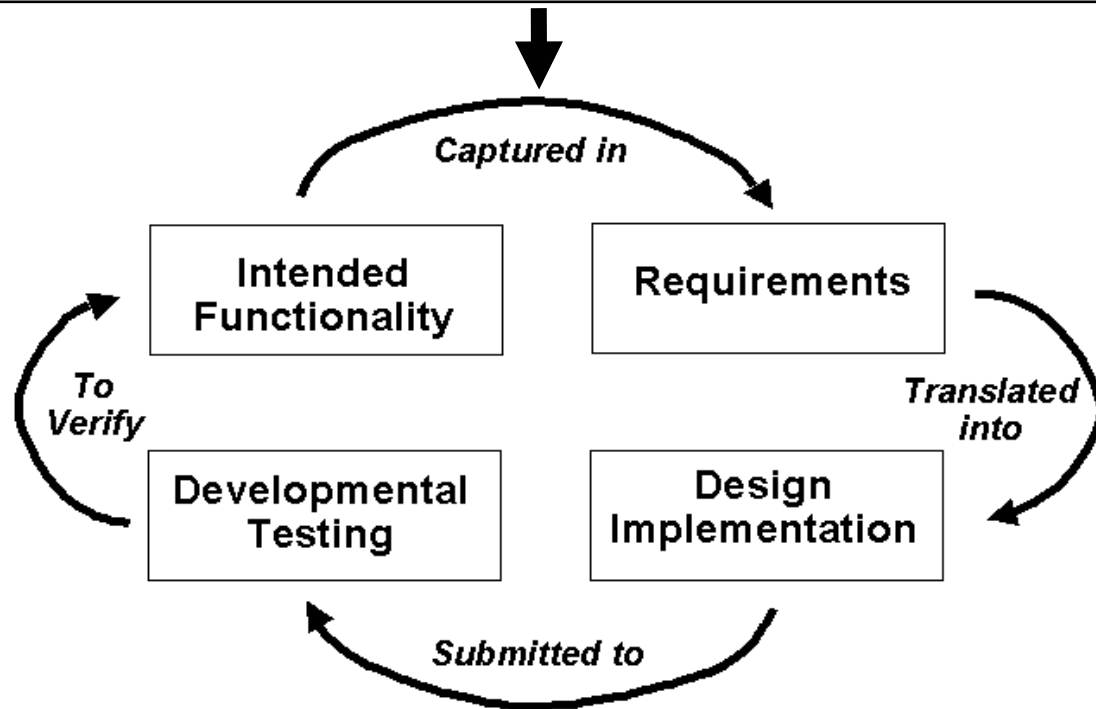 Captured in
Intended
Functionality
Requirements
To
Verify
Translated
into
Developmental
Testing
Design
Implementation
Submitted to